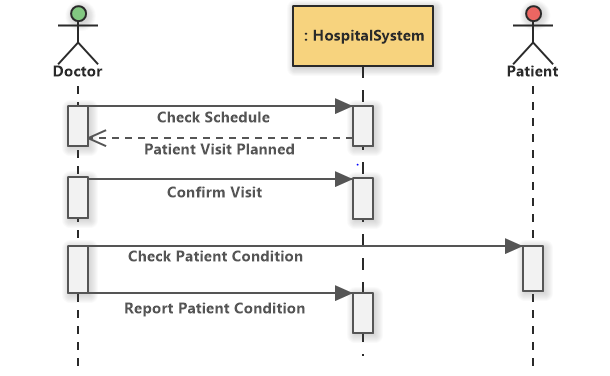 : HospitalSystem
Doctor
Patient
Check Schedule
Patient Visit Planned
Confirm Visit
Check Patient Condition
Report Patient Condition